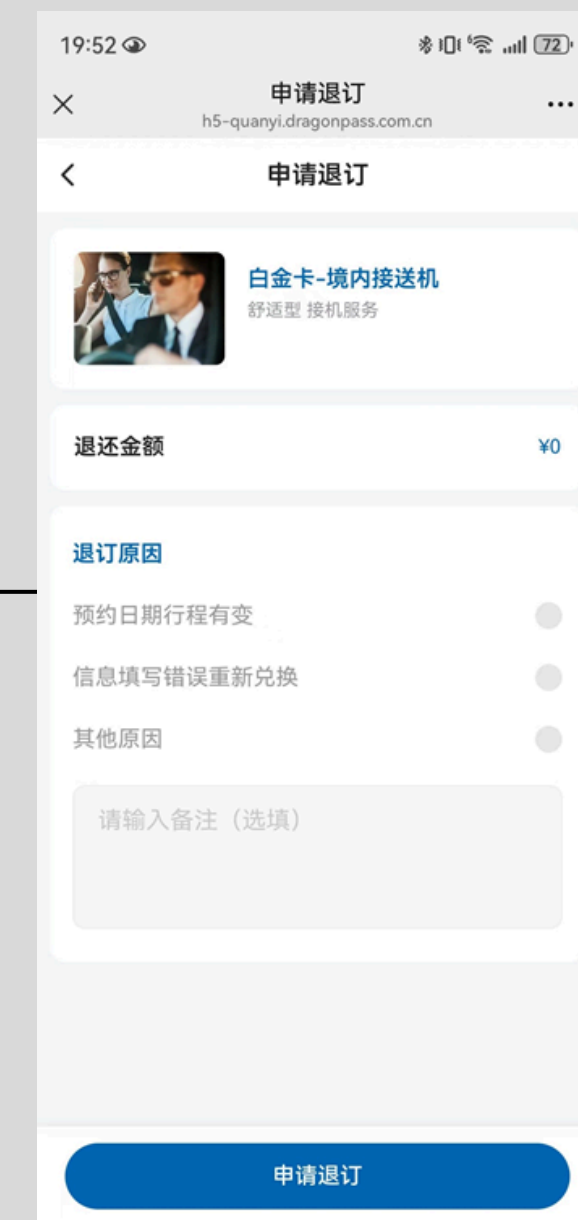 19:52
72
申请退订
h5-quanyi.dragonpass.com.cn
申请退订
白金卡-境内接送机
舒适型 接机服务
退还金额 ¥0
退订原因
预约日期行程有变
信息填写错误重新兑换
其他原因
请输入备注（选填）
申请退订